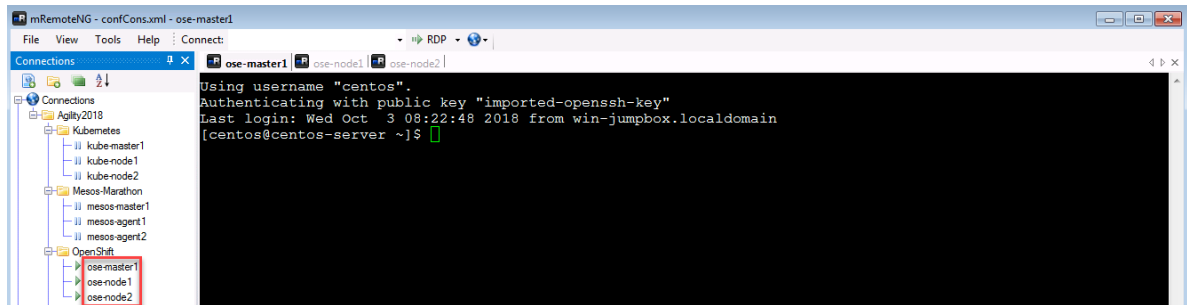 mRemoteNG - confCons.xml - ose-master1
File View Tools Help Connect: RDP
Connections
ose-master1 ose-node1 ose-node2
Connections
Agility2018
Kubernetes
kube-master1
kube-node1
kube-node2
Mesos-Marathon
mesos-master1
mesos-agent1
mesos-agent2
OpenShift
ose-master1
ose-node1
ose-node2
Using username "centos".
Authenticating with public key "imported-openssh-key"
Last login: Wed Oct  3 08:22:48 2018 from win-jumpbox.localdomain
[centos@centos-server ~]$